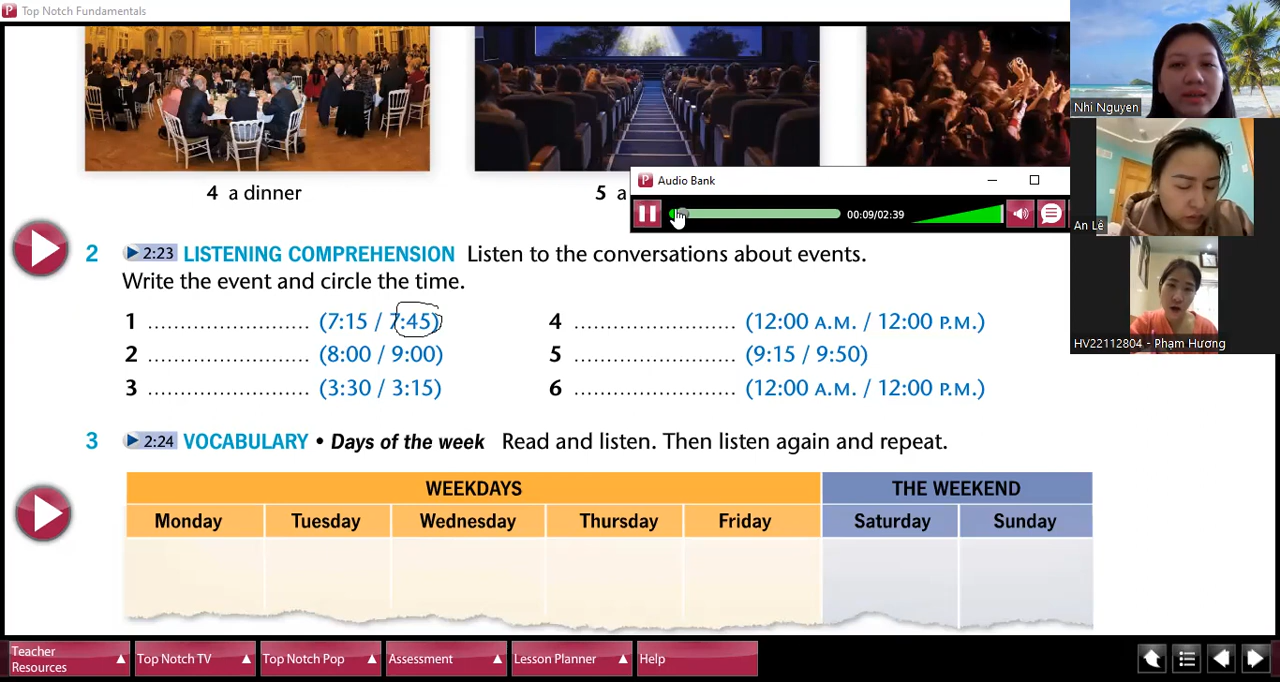 Top Notch Fundamentals
Nhi Nguyen
4 a dinner
5 a
Audio Bank
00:09/02:39
An Lê
HV22112804 - Phạm Hương
2 2:23 LISTENING COMPREHENSION Listen to the conversations about events.
Write the event and circle the time.
1 ........................... (7:15 / 7:45)
4 ........................... (12:00 A.M. / 12:00 P.M.)
2 ........................... (8:00 / 9:00)
5 ........................... (9:15 / 9:50)
3 ........................... (3:30 / 3:15)
6 ........................... (12:00 A.M. / 12:00 P.M.)
3 2:24 VOCABULARY • Days of the week Read and listen. Then listen again and repeat.
WEEKDAYS THE WEEKEND
Monday Tuesday Wednesday Thursday Friday Saturday Sunday
Teacher Resources Top Notch TV Top Notch Pop Assessment Lesson Planner Help